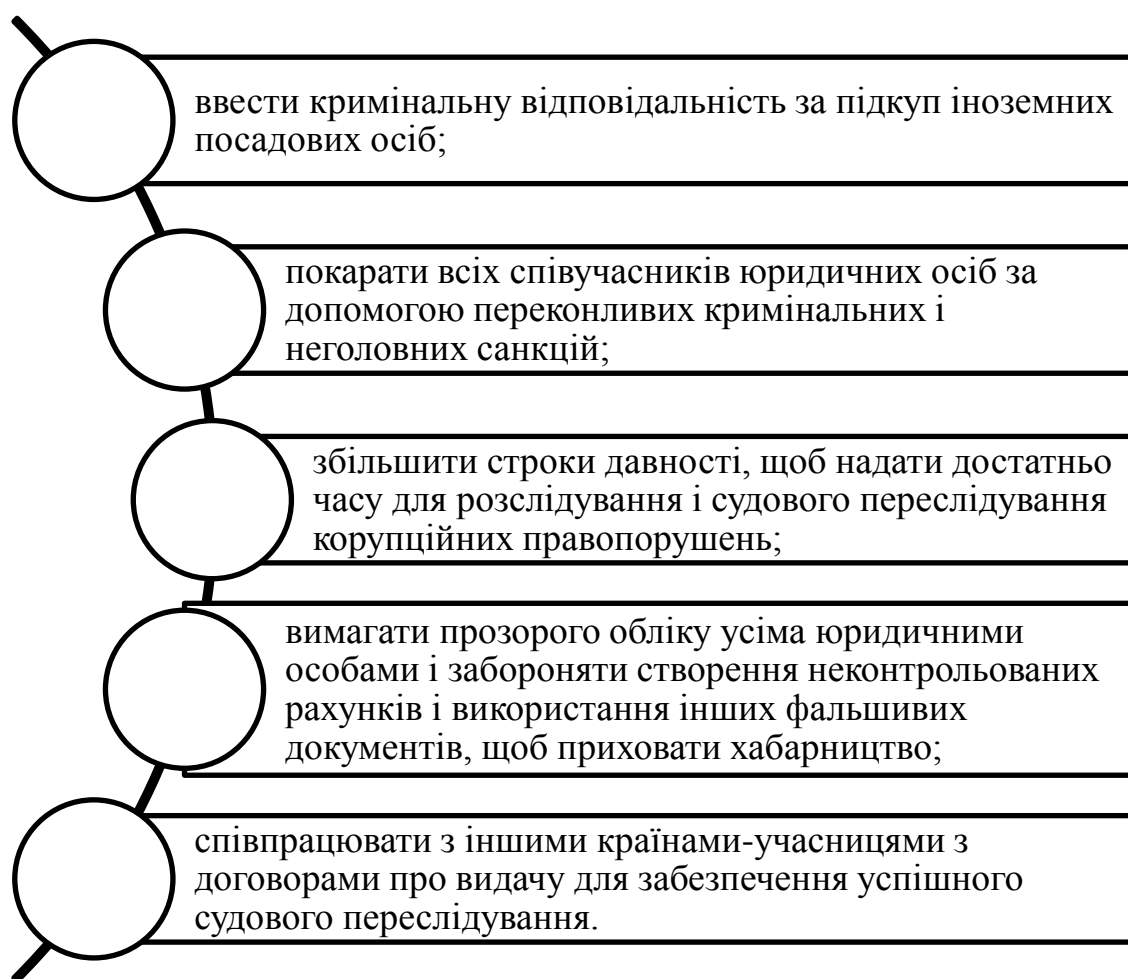 ввести кримінальну відповідальність за підкуп іноземних
посадових осіб;
покарати всіх співучасників юридичних осіб за
допомогою переконливих кримінальних і
неголовних санкцій;
збільшити строки давності, щоб надати достатньо
часу для розслідування і судового переслідування
корупційних правопорушень;
вимагати прозорого обліку усіма юридичними
особами і забороняти створення неконтрольованих
рахунків і використання інших фальшивих
документів, щоб приховати хабарництво;
співпрацювати з іншими країнами-учасницями з
договорами про видачу для забезпечення успішного
судового переслідування.